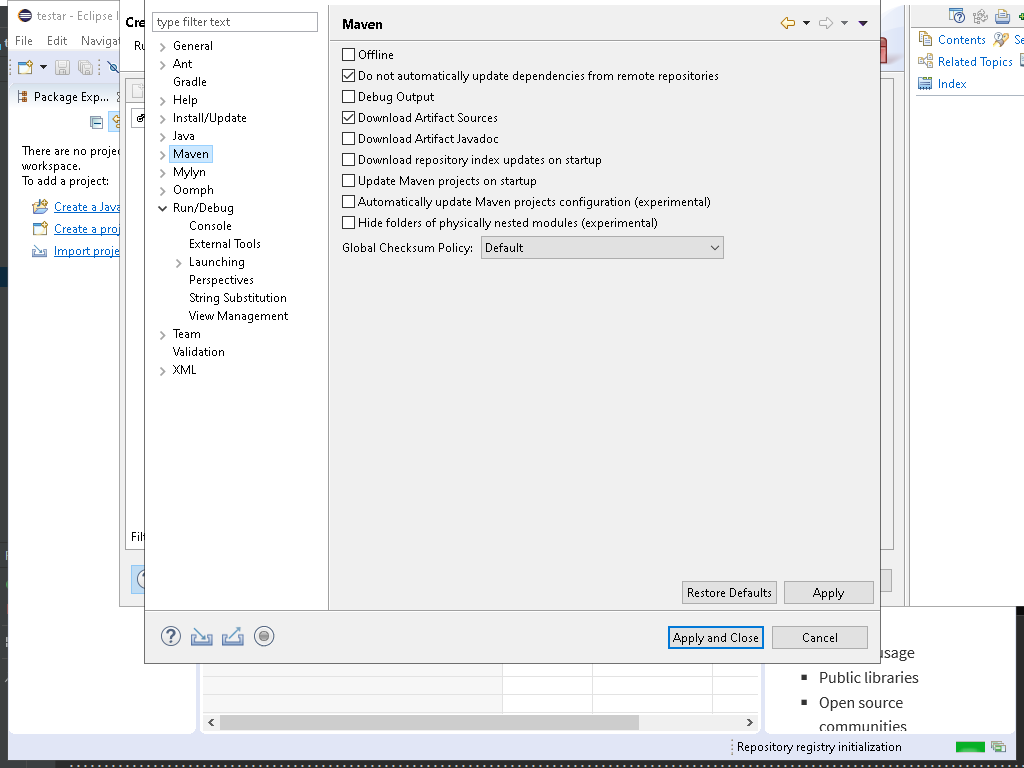 testar - Eclipse I
File Edit Navigat
Package Exp...
There are no projec
workspace.
To add a project:
Create a Java
Create a proj
Import proje
Cre
Ru
Filt
type filter text
General
Ant
Gradle
Help
Install/Update
Java
Maven
Mylyn
Oomph
Run/Debug
Console
External Tools
Launching
Perspectives
String Substitution
View Management
Team
Validation
XML
Maven
Offline
Do not automatically update dependencies from remote repositories
Debug Output
Download Artifact Sources
Download Artifact Javadoc
Download repository index updates on startup
Update Maven projects on startup
Automatically update Maven projects configuration (experimental)
Hide folders of physically nested modules (experimental)
Global Checksum Policy: Default
Restore Defaults Apply
Apply and Close Cancel
Contents Se
Related Topics
Index
usage
Public libraries
Open source
communities
Repository registry initialization